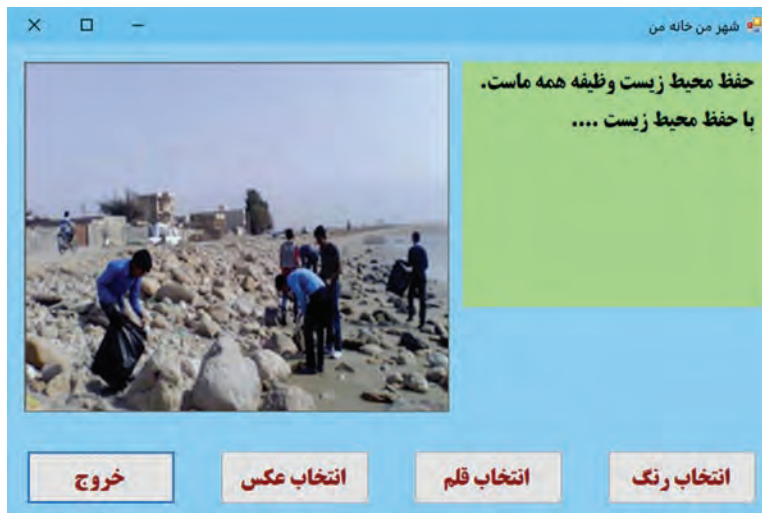 شهر من خانه من
حفظ محیط زیست وظیفه همه ماست.
با حفظ محیط زیست ....
انتخاب رنگ
انتخاب قلم
انتخاب عکس
خروج